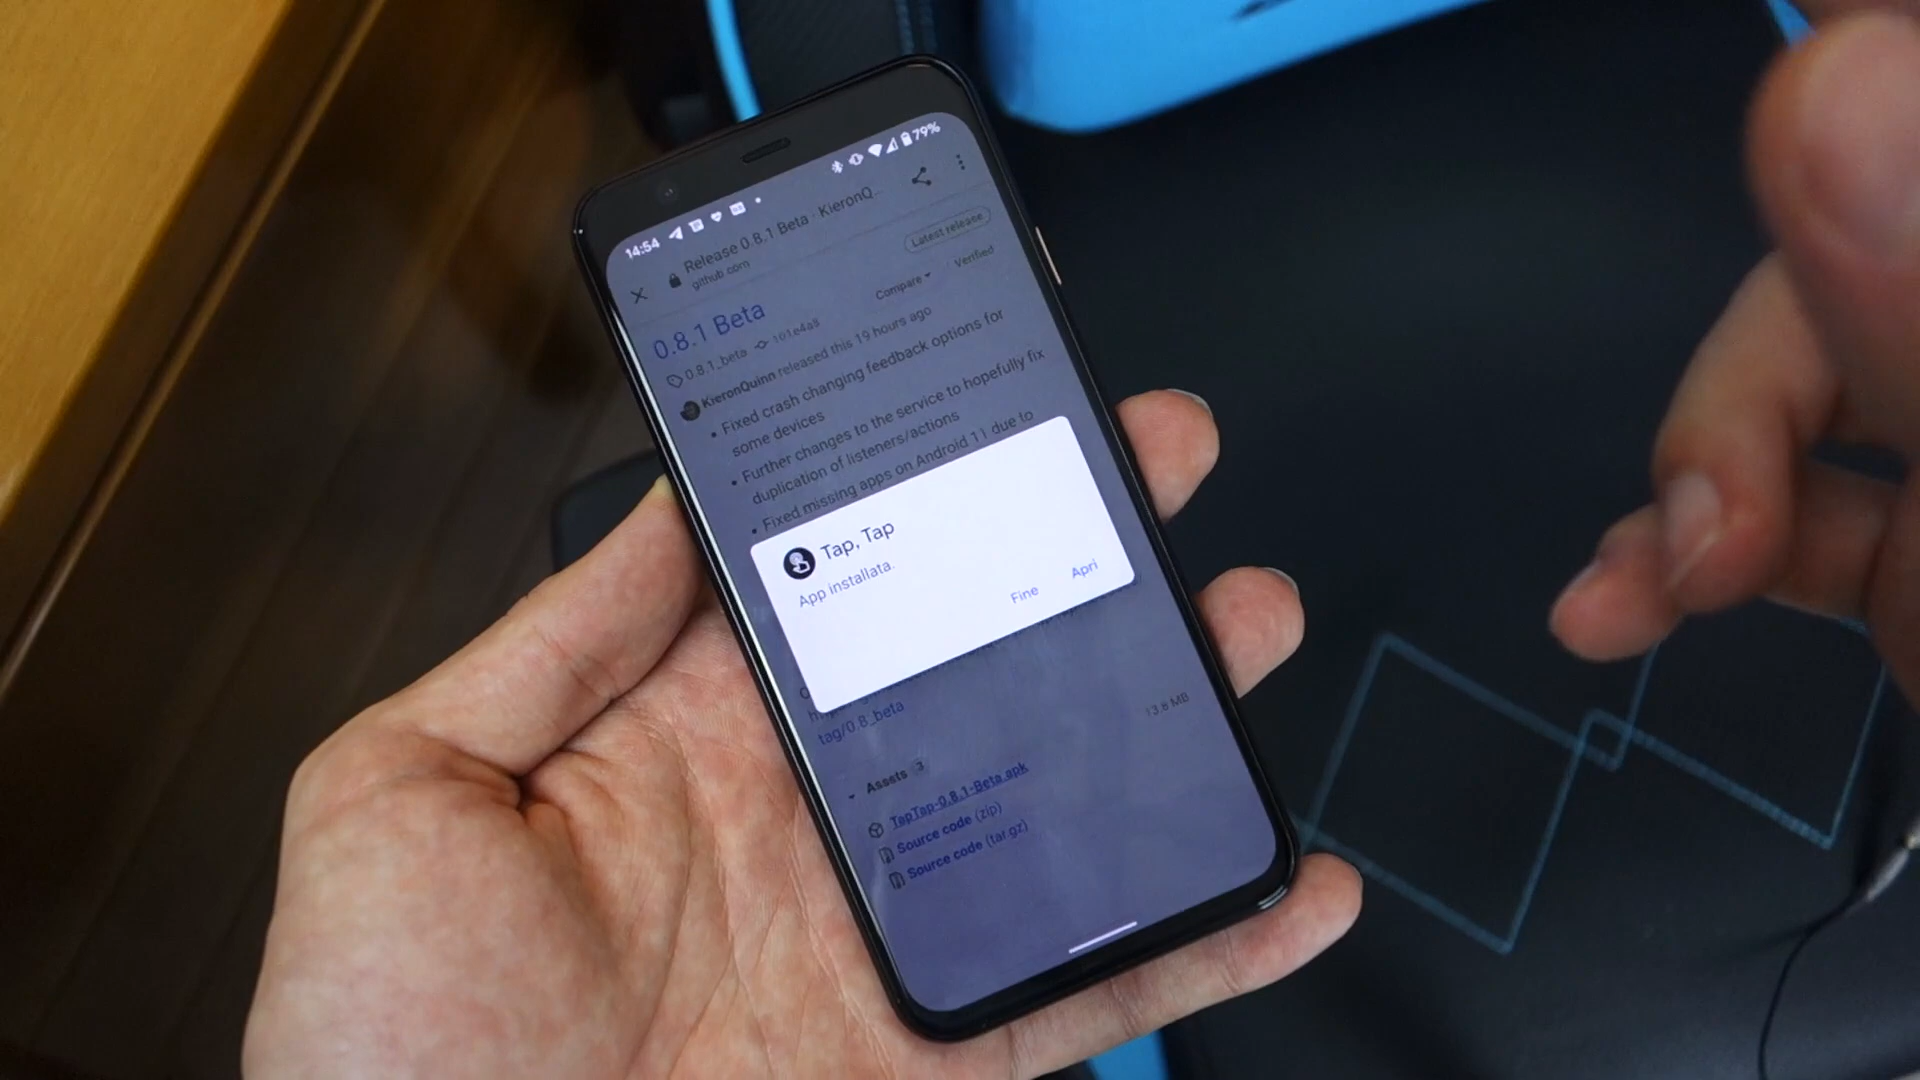 14:54
79%
Release 0.8.1 Beta · KieronQ...
github.com
Latest release
0.8.1 Beta
Compare
Verified
0.8.1_beta 161e4a8
KieronQuinn released this 19 hours ago
• Fixed crash changing feedback options for
some devices
• Further changes to the service to hopefully fix
duplication of listeners/actions
• Fixed missing apps on Android 11 due to
Tap, Tap
App installata.
Fine
Apri
tag/0.8_beta
Assets 3
TapTap-0.8.1-Beta.apk
13.8 MB
Source code (zip)
Source code (tar.gz)